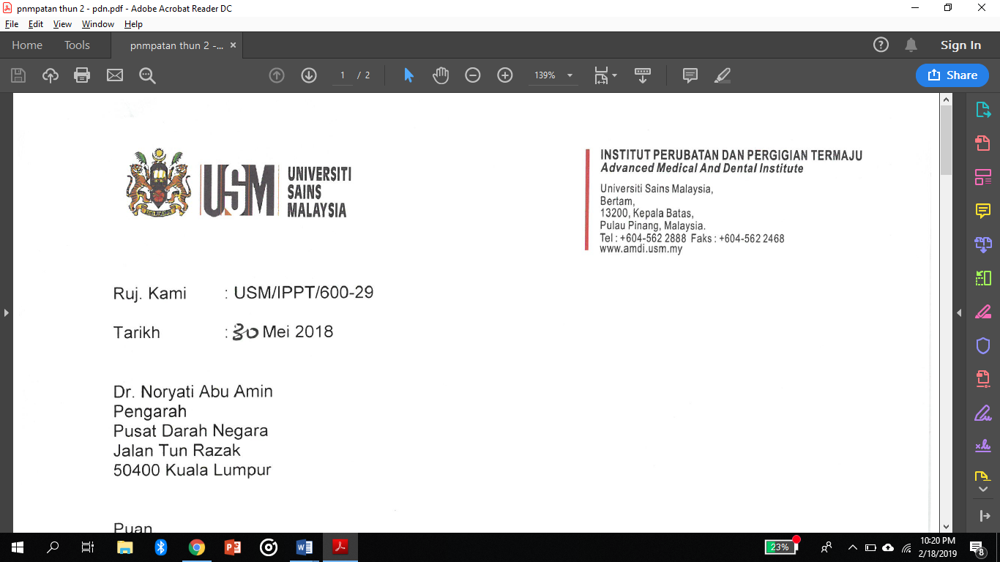 pnmpatan thun 2 - pdn.pdf - Adobe Acrobat Reader DC
File Edit View Window Help
Home Tools pnmpatan thun 2 -... × Sign In
1 / 2 139% Share
USM UNIVERSITI
SAINS
MALAYSIA
INSTITUT PERUBATAN DAN PERGIGIAN TERMAJU
Advanced Medical And Dental Institute
Universiti Sains Malaysia,
Bertam,
13200, Kepala Batas,
Pulau Pinang, Malaysia.
Tel : +604-562 2888 Faks : +604-562 2468
www.amdi.usm.my
Ruj. Kami : USM/IPPT/600-29
Tarikh : 30 Mei 2018
Dr. Noryati Abu Amin
Pengarah
Pusat Darah Negara
Jalan Tun Razak
50400 Kuala Lumpur
Puan
23% 10:20 PM
2/18/2019
8